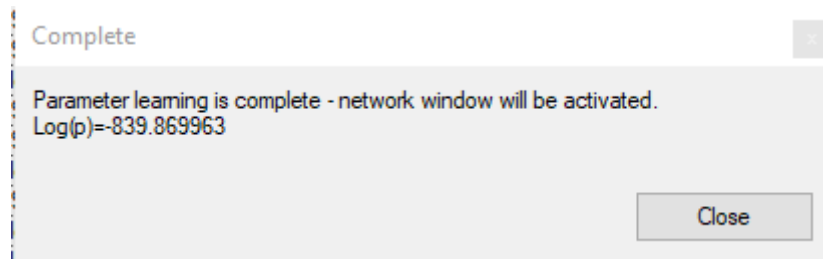 Complete
x
Parameter learning is complete - network window will be activated.
Log(p)=-839.869963
Close